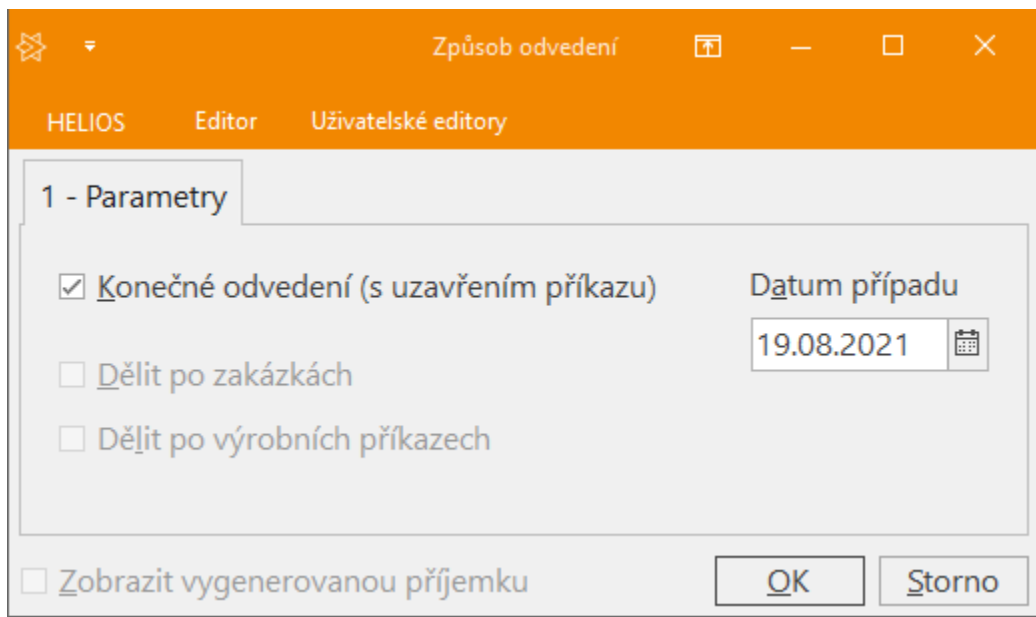 Způsob odvedení
HELIOS Editor Uživatelské editory
1 - Parametry
Konečné odvedení (s uzavřením příkazu)
Datum případu
19.08.2021
Dělit po zakázkách
Dělit po výrobních příkazech
Zobrazit vygenerovanou příjemku
OK
Storno